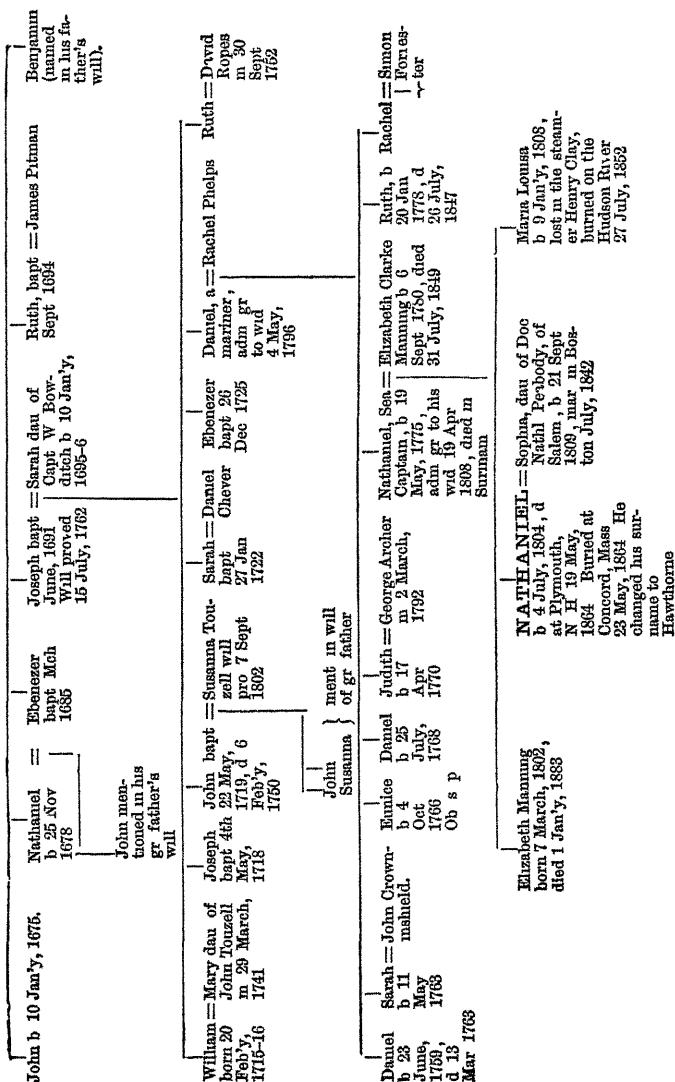 John b 10 Jan'y, 1675.
Nathaniel =
b 25 Nov
1678
John men-
tioned in his
gr father's
will
Ebenezer
bapt Mch
1685
Joseph bapt = Sarah dau of
June, 1691 Capt W Bow-
Will proved ditch b 10 Jan'y,
15 July, 1762 1695-6
Ruth, bapt = James Pitman
Sept 1694
Benjamin
(named
in his fa-
ther's
will).
William = Mary dau of
born 20 John Touzell
Feb'y, m 29 March,
1715-16 1741
Joseph
bapt 4th
May,
1718
John bapt = Susanna Tou-
22 May, zell will
1719, d 6 pro 7 Sept
Feb'y, 1802
1750
John
Susanna } ment in will
of gr father
Sarah = Daniel
bapt Chever
27 Jan
1722
Ebenezer
bapt 26
Dec 1725
Daniel, a = Rachel Phelps
mariner,
adm gr
to wid
4 May,
1796
Ruth = David
Ropes
m 30
Sept
1752
Daniel
b 23
June,
1759,
d 13
Mar 1763
Sarah = John Crown-
b 11 inshield.
May
1763
Eunice
b 4
Oct
1766
Ob s p
Daniel
b 25
July,
1768
Judith = George Archer
b 17 m 2 March,
Apr 1792
1770
Nathaniel, Sea = Elizabeth Clarke
Captain, b 19 Manning b 6
May, 1775, Sept 1780, died
adm gr to his 31 July, 1849
wid 19 Apr
1808, died in
Surinam
Ruth, b
20 Jan
1778, d
26 July,
1847
Rachel = Simon
Forres-
ter
Elizabeth Manning
born 7 March, 1802,
died 1 Jan'y, 1883
NATHANIEL = Sophia, dau of Doc
b 4 July, 1804, d Nathl Peabody, of
at Plymouth, Salem, b 21 Sept
N H 19 May, 1809, mar in Bos-
1864 Buried at ton July, 1842
Concord, Mass
23 May, 1864 He
changed his sur-
name to
Hawthorne
Maria Louisa
b 9 Jan'y, 1808,
lost in the steam-
er Henry Clay,
burned on the
Hudson River
27 July, 1852